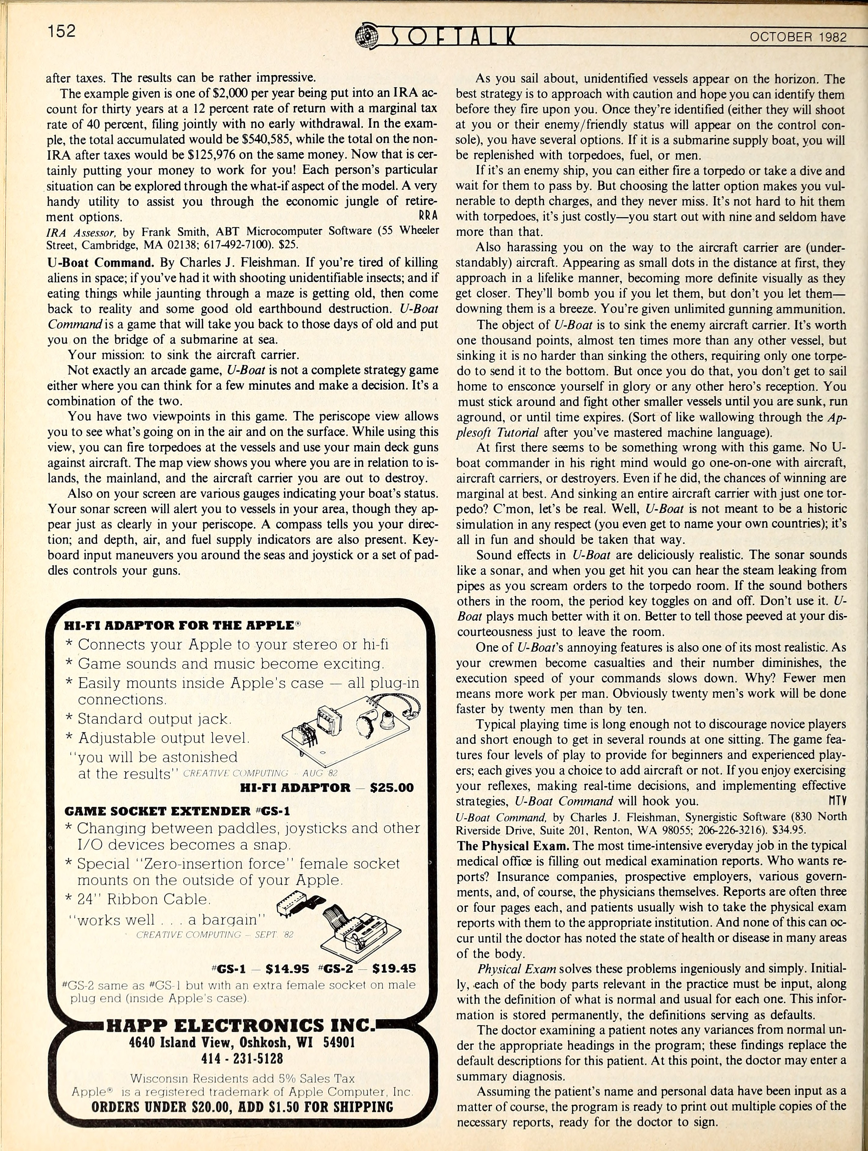 152
SOFTALK
OCTOBER 1982
after taxes. The results can be rather impressive.
The example given is one of $2,000 per year being put into an IRA ac-
count for thirty years at a 12 percent rate of return with a marginal tax
rate of 40 percent, filing jointly with no early withdrawal. In the exam-
ple, the total accumulated would be $540,585, while the total on the non-
IRA after taxes would be $125,976 on the same money. Now that is cer-
tainly putting your money to work for you! Each person's particular
situation can be explored through the what-if aspect of the model. A very
handy utility to assist you through the economic jungle of retire-
ment options. RRA
IRA Assessor, by Frank Smith, ABT Microcomputer Software (55 Wheeler
Street, Cambridge, MA 02138; 617-492-7100). $25.
U-Boat Command. By Charles J. Fleishman. If you're tired of killing
aliens in space; if you've had it with shooting unidentifiable insects; and if
eating things while jaunting through a maze is getting old, then come
back to reality and some good old earthbound destruction. U-Boat
Command is a game that will take you back to those days of old and put
you on the bridge of a submarine at sea.
Your mission: to sink the aircraft carrier.
Not exactly an arcade game, U-Boat is not a complete strategy game
either where you can think for a few minutes and make a decision. It's a
combination of the two.
You have two viewpoints in this game. The periscope view allows
you to see what's going on in the air and on the surface. While using this
view, you can fire torpedoes at the vessels and use your main deck guns
against aircraft. The map view shows you where you are in relation to is-
lands, the mainland, and the aircraft carrier you are out to destroy.
Also on your screen are various gauges indicating your boat's status.
Your sonar screen will alert you to vessels in your area, though they ap-
pear just as clearly in your periscope. A compass tells you your direc-
tion; and depth, air, and fuel supply indicators are also present. Key-
board input maneuvers you around the seas and joystick or a set of pad-
dles controls your guns.
HI-FI ADAPTOR FOR THE APPLE®
* Connects your Apple to your stereo or hi-fi
* Game sounds and music become exciting.
* Easily mounts inside Apple's case — all plug-in
connections.
* Standard output jack.
* Adjustable output level.
"you will be astonished
at the results" CREATIVE COMPUTING - AUG '82
HI-FI ADAPTOR — $25.00
GAME SOCKET EXTENDER #GS-1
* Changing between paddles, joysticks and other
I/O devices becomes a snap.
* Special "Zero-insertion force" female socket
mounts on the outside of your Apple.
* 24" Ribbon Cable.
"works well . . . a bargain"
CREATIVE COMPUTING - SEPT '82
#GS-1 — $14.95 #GS-2 — $19.45
#GS-2 same as #GS-1 but with an extra female socket on male
plug end (inside Apple's case).
HAPP ELECTRONICS INC.
4640 Island View, Oshkosh, WI 54901
414 - 231-5128
Wisconsin Residents add 5% Sales Tax
Apple® is a registered trademark of Apple Computer, Inc.
ORDERS UNDER $20.00, ADD $1.50 FOR SHIPPING
As you sail about, unidentified vessels appear on the horizon. The
best strategy is to approach with caution and hope you can identify them
before they fire upon you. Once they're identified (either they will shoot
at you or their enemy/friendly status will appear on the control con-
sole), you have several options. If it is a submarine supply boat, you will
be replenished with torpedoes, fuel, or men.
If it's an enemy ship, you can either fire a torpedo or take a dive and
wait for them to pass by. But choosing the latter option makes you vul-
nerable to depth charges, and they never miss. It's not hard to hit them
with torpedoes, it's just costly—you start out with nine and seldom have
more than that.
Also harassing you on the way to the aircraft carrier are (under-
standably) aircraft. Appearing as small dots in the distance at first, they
approach in a lifelike manner, becoming more definite visually as they
get closer. They'll bomb you if you let them, but don't you let them—
downing them is a breeze. You're given unlimited gunning ammunition.
The object of U-Boat is to sink the enemy aircraft carrier. It's worth
one thousand points, almost ten times more than any other vessel, but
sinking it is no harder than sinking the others, requiring only one torpe-
do to send it to the bottom. But once you do that, you don't get to sail
home to ensconce yourself in glory or any other hero's reception. You
must stick around and fight other smaller vessels until you are sunk, run
aground, or until time expires. (Sort of like wallowing through the Ap-
plesoft Tutorial after you've mastered machine language).
At first there seems to be something wrong with this game. No U-
boat commander in his right mind would go one-on-one with aircraft,
aircraft carriers, or destroyers. Even if he did, the chances of winning are
marginal at best. And sinking an entire aircraft carrier with just one tor-
pedo? C'mon, let's be real. Well, U-Boat is not meant to be a historic
simulation in any respect (you even get to name your own countries); it's
all in fun and should be taken that way.
Sound effects in U-Boat are deliciously realistic. The sonar sounds
like a sonar, and when you get hit you can hear the steam leaking from
pipes as you scream orders to the torpedo room. If the sound bothers
others in the room, the period key toggles on and off. Don't use it. U-
Boat plays much better with it on. Better to tell those peeved at your dis-
courteousness just to leave the room.
One of U-Boat's annoying features is also one of its most realistic. As
your crewmen become casualties and their number diminishes, the
execution speed of your commands slows down. Why? Fewer men
means more work per man. Obviously twenty men's work will be done
faster by twenty men than by ten.
Typical playing time is long enough not to discourage novice players
and short enough to get in several rounds at one sitting. The game fea-
tures four levels of play to provide for beginners and experienced play-
ers; each gives you a choice to add aircraft or not. If you enjoy exercising
your reflexes, making real-time decisions, and implementing effective
strategies, U-Boat Command will hook you. MTV
U-Boat Command, by Charles J. Fleishman, Synergistic Software (830 North
Riverside Drive, Suite 201, Renton, WA 98055; 206-226-3216). $34.95.
The Physical Exam. The most time-intensive everyday job in the typical
medical office is filling out medical examination reports. Who wants re-
ports? Insurance companies, prospective employers, various govern-
ments, and, of course, the physicians themselves. Reports are often three
or four pages each, and patients usually wish to take the physical exam
reports with them to the appropriate institution. And none of this can oc-
cur until the doctor has noted the state of health or disease in many areas
of the body.
Physical Exam solves these problems ingeniously and simply. Initial-
ly, each of the body parts relevant in the practice must be input, along
with the definition of what is normal and usual for each one. This infor-
mation is stored permanently, the definitions serving as defaults.
The doctor examining a patient notes any variances from normal un-
der the appropriate headings in the program; these findings replace the
default descriptions for this patient. At this point, the doctor may enter a
summary diagnosis.
Assuming the patient's name and personal data have been input as a
matter of course, the program is ready to print out multiple copies of the
necessary reports, ready for the doctor to sign.